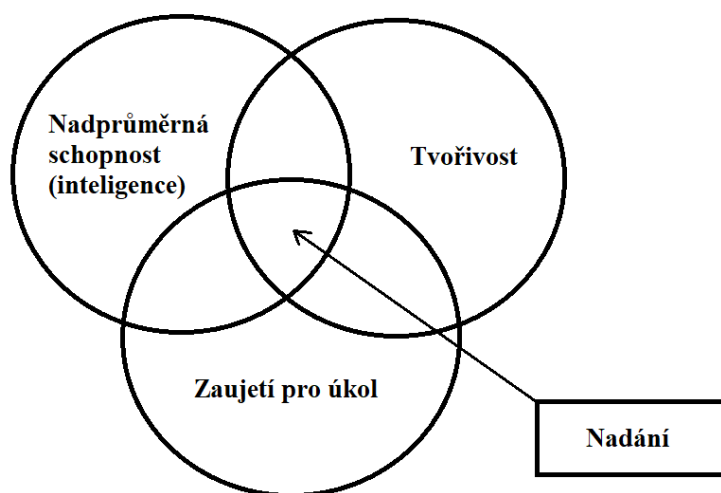 Nadprůměrná
schopnost
(inteligence)
Tvořivost
Zaujetí pro úkol
Nadání